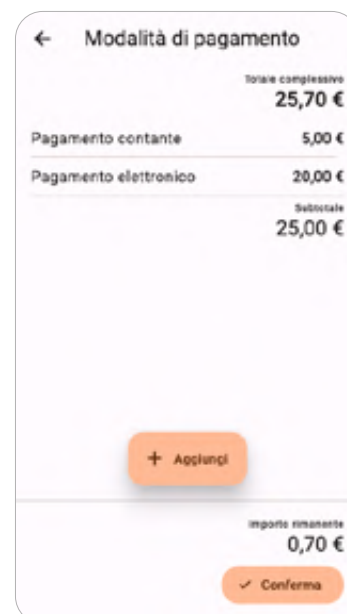 ← Modalità di pagamento
Totale complessivo
25,70 €
Pagamento contante 5,00 €
Pagamento elettronico 20,00 €
Subtotale
25,00 €
+ Aggiungi
Importo rimanente
0,70 €
✓ Conferma